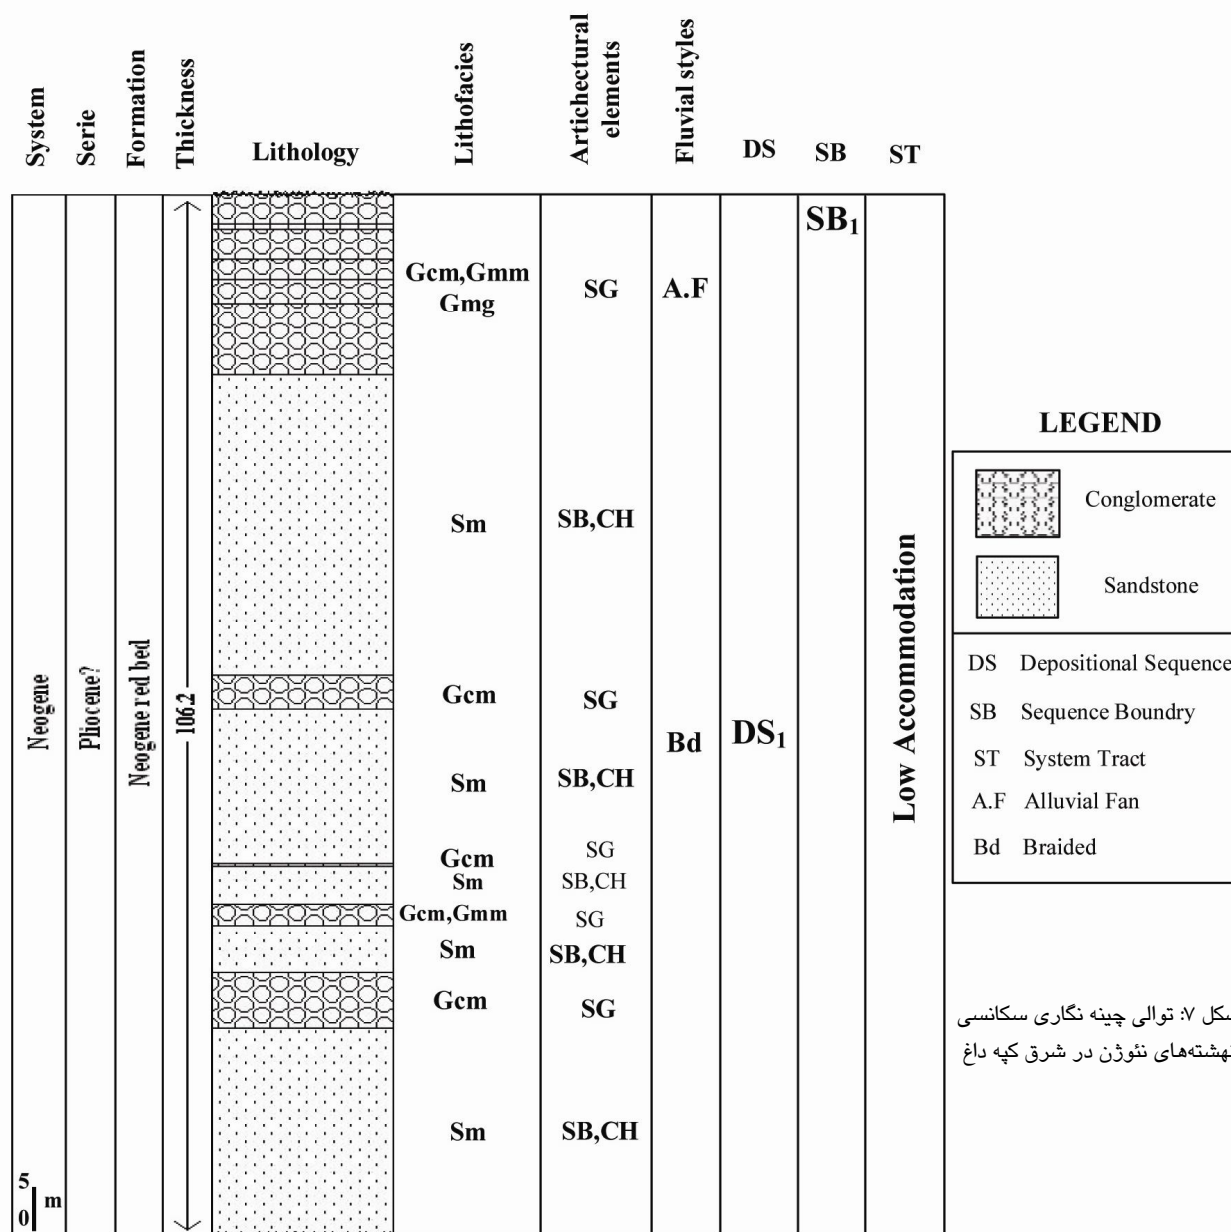 System
Serie
Formation
Thickness
Lithology
Lithofacies
Artichectural
elements
Fluvial styles
DS
SB
ST
Neogene
Pliocene?
Neogene red bed
106.2
SB1
Gcm,Gmm
Gmg
SG
A.F
Sm
SB,CH
Gcm
SG
Sm
SB,CH
Bd
DS1
Low Accommodation
Gcm
SG
Sm
SB,CH
Gcm,Gmm
SG
Sm
SB,CH
Gcm
SG
Sm
SB,CH
5
0
m
LEGEND
Conglomerate
Sandstone
DS Depositional Sequence
SB Sequence Boundry
ST System Tract
A.F Alluvial Fan
Bd Braided
شکل ۷: توالی چینه نگاری سکانسی
نهشته‌های نئوژن در شرق کپه داغ